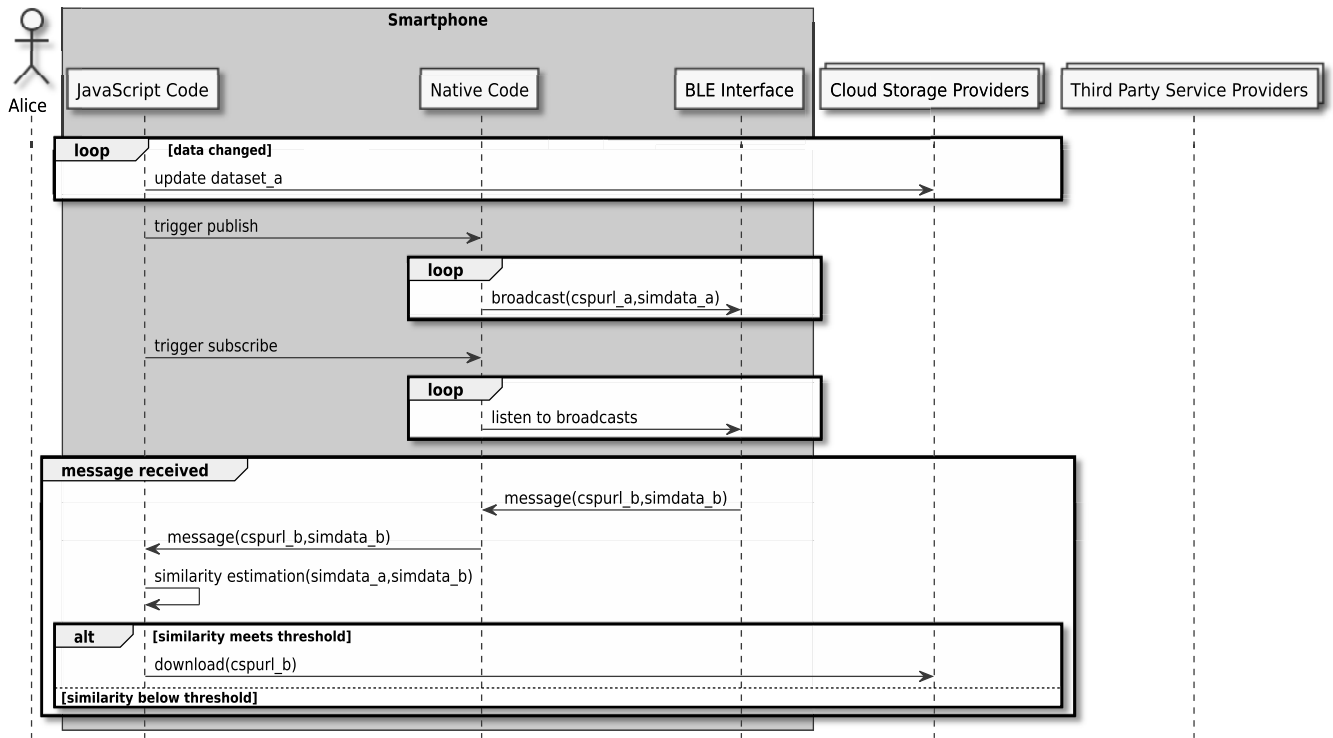 Smartphone
Alice
JavaScript Code
Native Code
BLE Interface
Cloud Storage Providers
Third Party Service Providers
loop
[data changed]
update dataset_a
trigger publish
loop
broadcast(cspurl_a,simdata_a)
trigger subscribe
loop
listen to broadcasts
message received
message(cspurl_b,simdata_b)
message(cspurl_b,simdata_b)
similarity estimation(simdata_a,simdata_b)
alt
[similarity meets threshold]
download(cspurl_b)
[similarity below threshold]